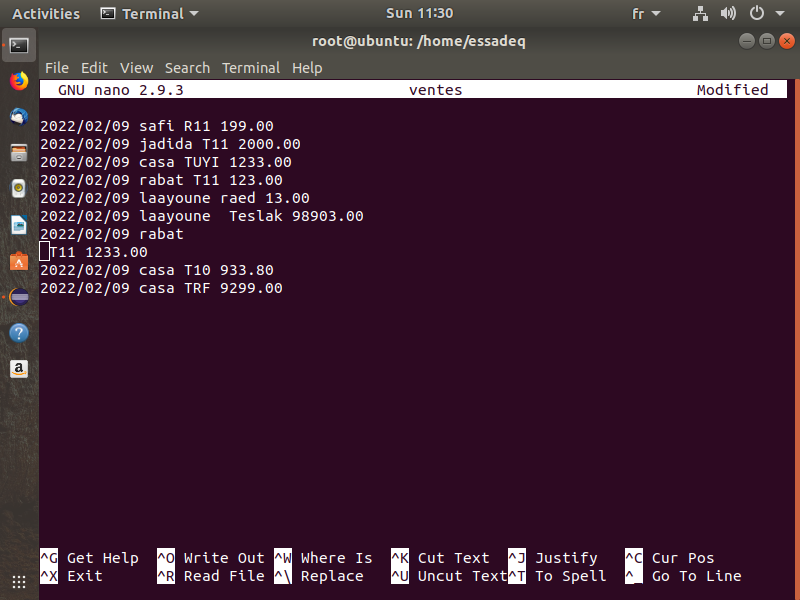 Activities Terminal Sun 11:30 fr
root@ubuntu: /home/essadeq
File Edit View Search Terminal Help
GNU nano 2.9.3 ventes Modified
2022/02/09 safi R11 199.00
2022/02/09 jadida T11 2000.00
2022/02/09 casa TUYI 1233.00
2022/02/09 rabat T11 123.00
2022/02/09 laayoune raed 13.00
2022/02/09 laayoune  Teslak 98903.00
2022/02/09 rabat
T11 1233.00
2022/02/09 casa T10 933.80
2022/02/09 casa TRF 9299.00
^G Get Help ^O Write Out ^W Where Is ^K Cut Text ^J Justify ^C Cur Pos
^X Exit ^R Read File ^\ Replace ^U Uncut Text ^T To Spell ^_ Go To Line